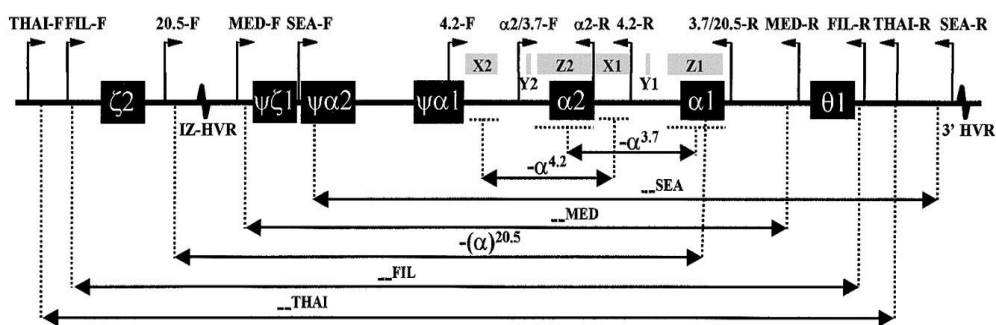 THAI-F FIL-F 20.5-F MED-F SEA-F 4.2-F α2/3.7-F α2-R 4.2-R 3.7/20.5-R MED-R FIL-R THAI-R SEA-R
X2 Z2 X1 Z1
Y2 Y1
ζ2 ψζ1 ψα2 ψα1 α2 α1 θ1
IZ-HVR 3' HVR
-α3.7
-α4.2
--SEA
--MED
-(α)20.5
--FIL
--THAI